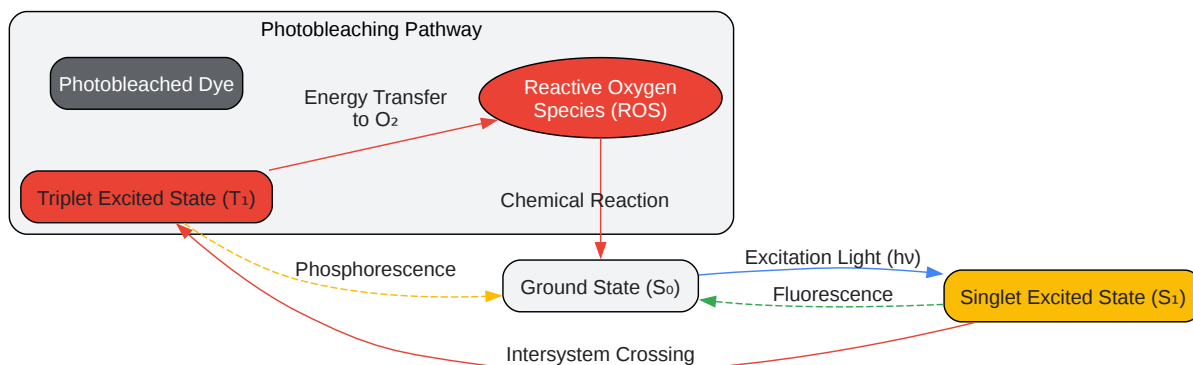 Photobleaching Pathway
Photobleached Dye
Reactive Oxygen
Species (ROS)
Energy Transfer
to O₂
Triplet Excited State (T₁)
Chemical Reaction
Excitation Light (hν)
Phosphorescence
Ground State (S₀)
Fluorescence
Singlet Excited State (S₁)
Intersystem Crossing